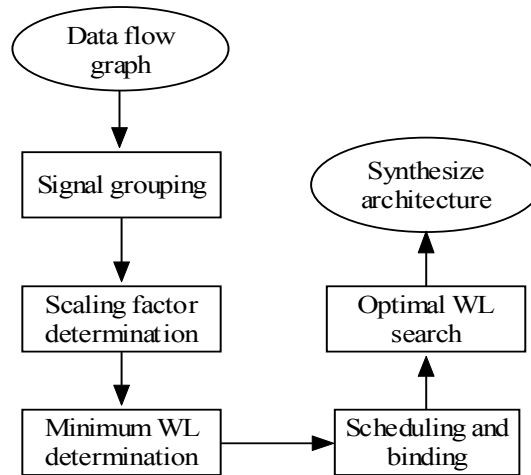 Data flow
graph
Signal grouping
Scaling factor
determination
Minimum WL
determination
Scheduling and
binding
Optimal WL
search
Synthesize
architecture